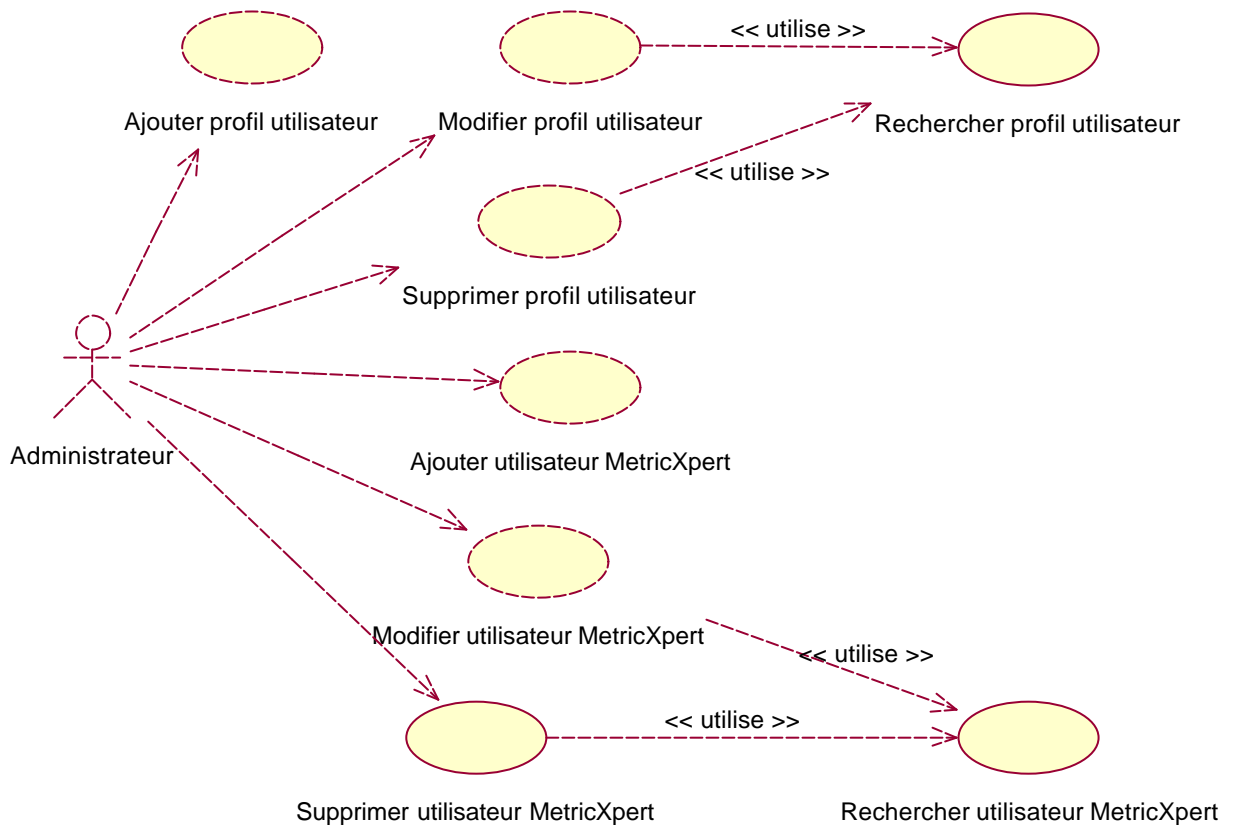 << utilise >>
Ajouter profil utilisateur
Modifier profil utilisateur
Rechercher profil utilisateur
<< utilise >>
Supprimer profil utilisateur
Administrateur
Ajouter utilisateur MetricXpert
Modifier utilisateur MetricXpert
<< utilise >>
<< utilise >>
Supprimer utilisateur MetricXpert
Rechercher utilisateur MetricXpert